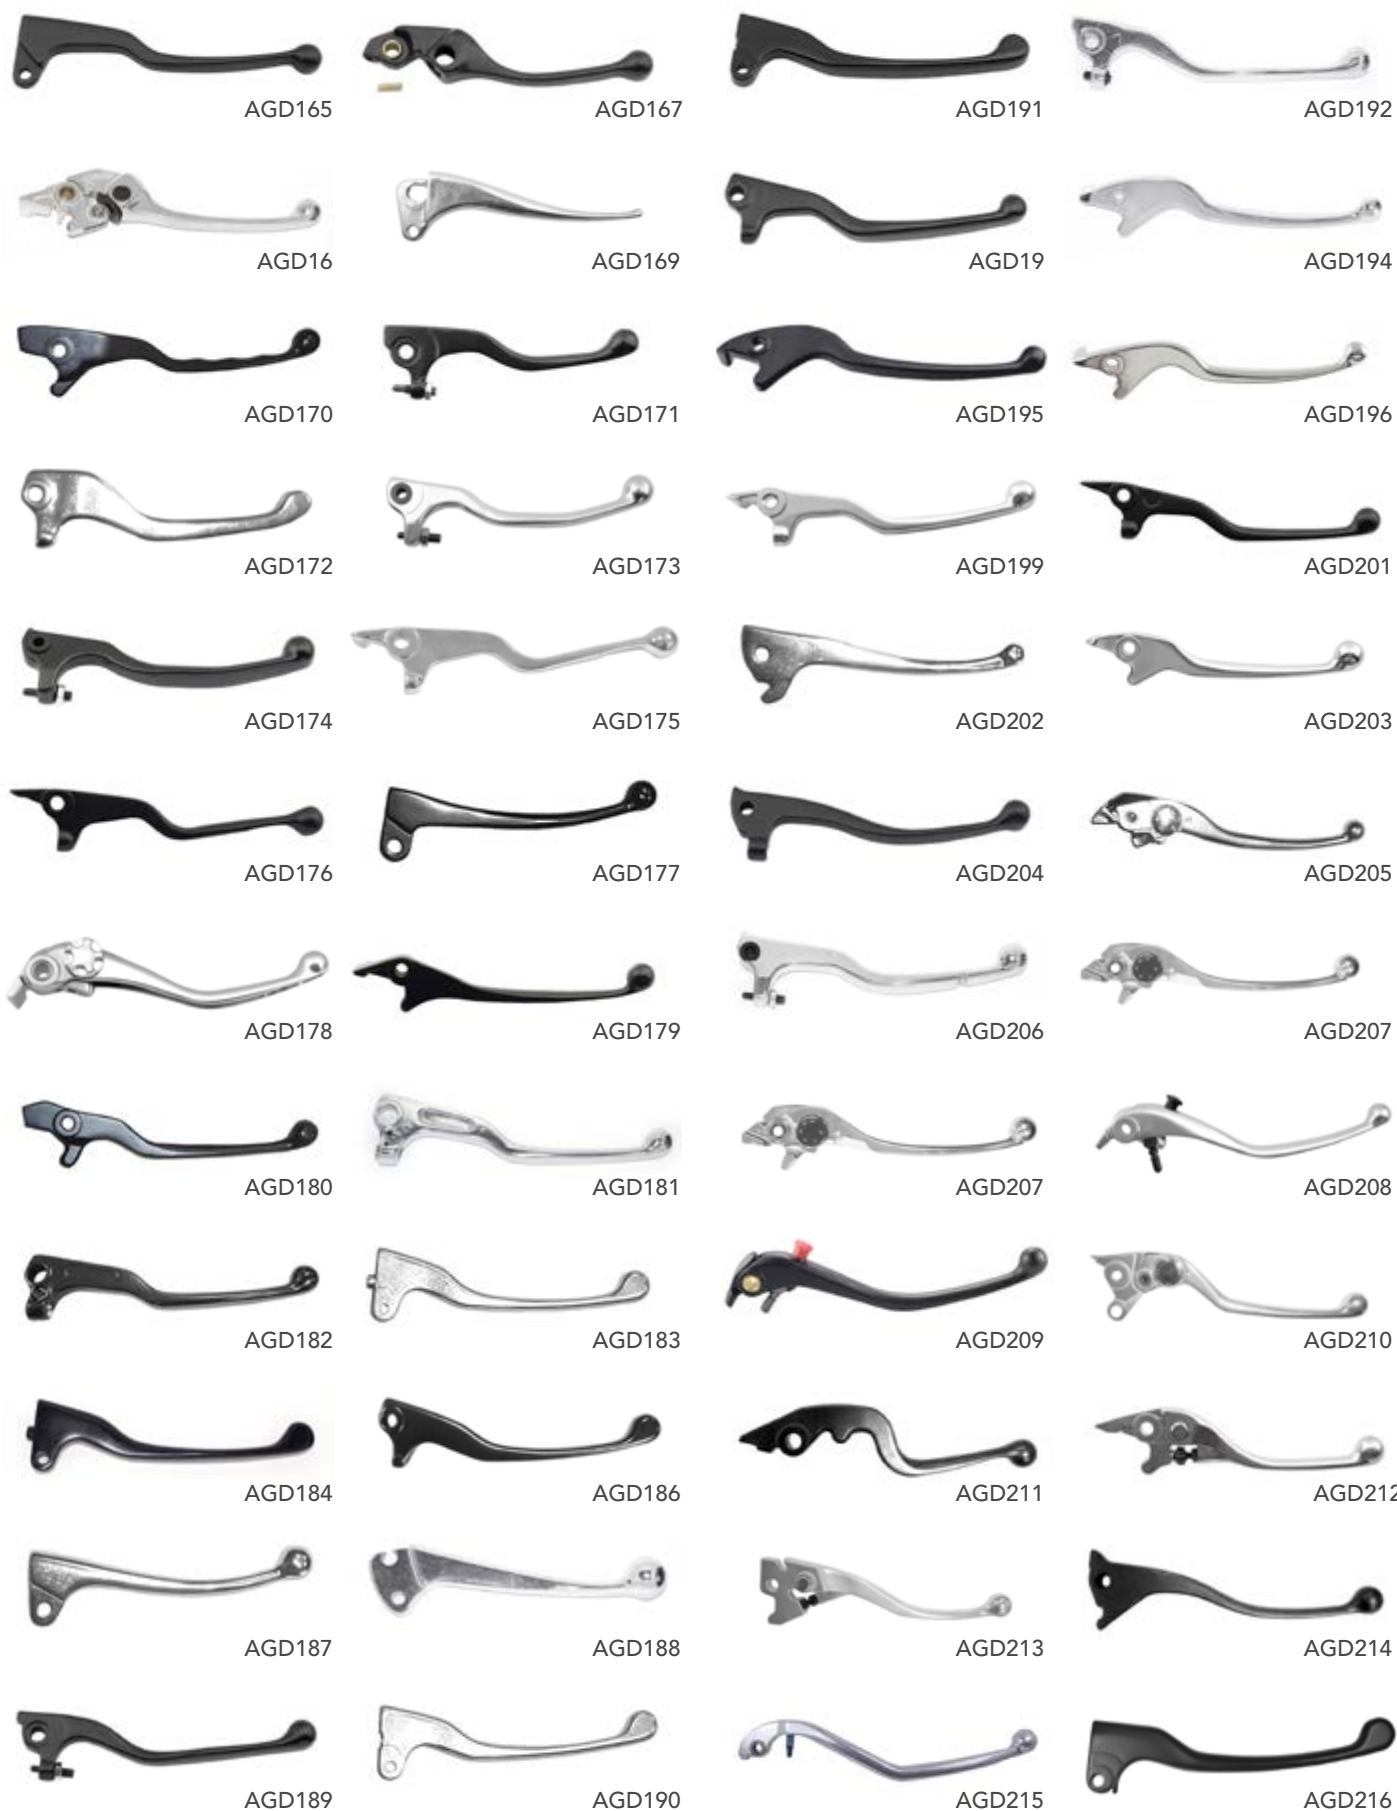 AGD165 AGD167 AGD191 AGD192
AGD16 AGD169 AGD19 AGD194
AGD170 AGD171 AGD195 AGD196
AGD172 AGD173 AGD199 AGD201
AGD174 AGD175 AGD202 AGD203
AGD176 AGD177 AGD204 AGD205
AGD178 AGD179 AGD206 AGD207
AGD180 AGD181 AGD207 AGD208
AGD182 AGD183 AGD209 AGD210
AGD184 AGD186 AGD211 AGD212
AGD187 AGD188 AGD213 AGD214
AGD189 AGD190 AGD215 AGD216